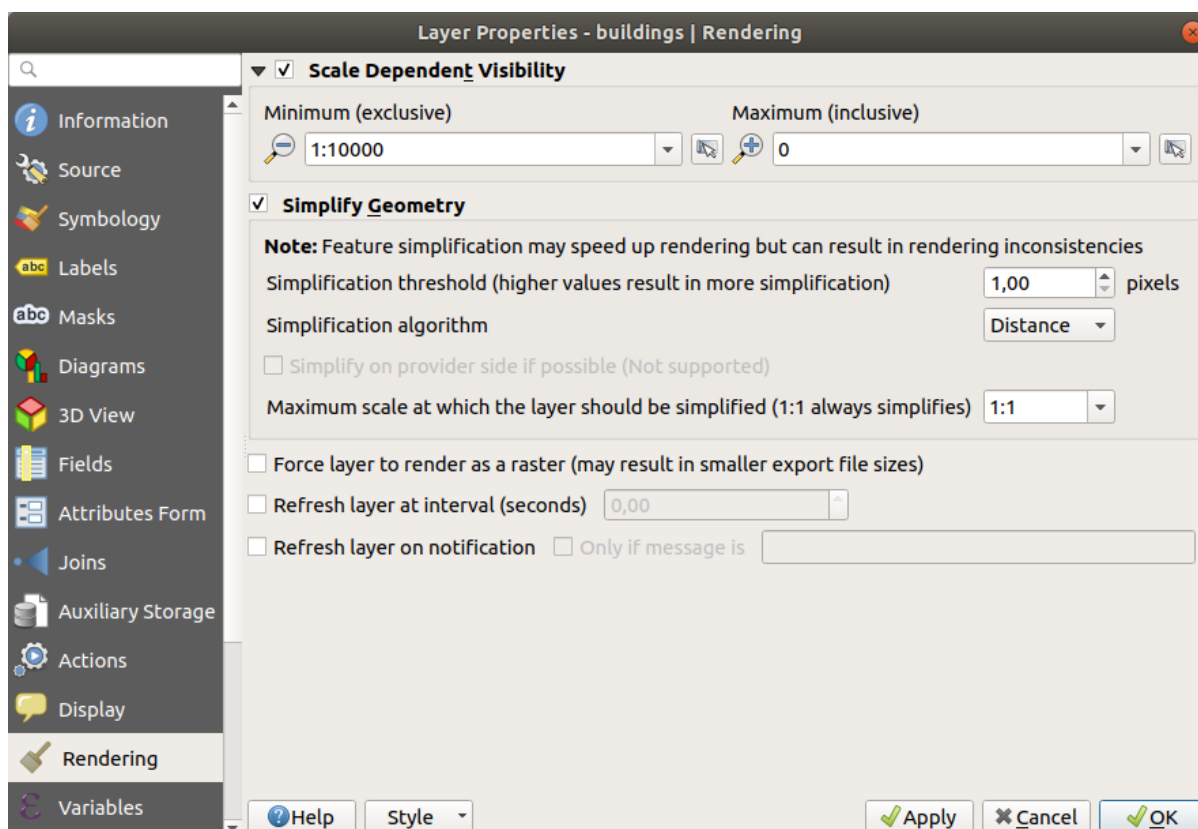 Layer Properties - buildings | Rendering
Information
Source
Symbology
abc Labels
abc Masks
Diagrams
3D View
Fields
Attributes Form
Joins
Auxiliary Storage
Actions
Display
Rendering
Variables
Scale Dependent Visibility
Minimum (exclusive) Maximum (inclusive)
1:10000 0
Simplify Geometry
Note: Feature simplification may speed up rendering but can result in rendering inconsistencies
Simplification threshold (higher values result in more simplification) 1,00 pixels
Simplification algorithm Distance
Simplify on provider side if possible (Not supported)
Maximum scale at which the layer should be simplified (1:1 always simplifies) 1:1
Force layer to render as a raster (may result in smaller export file sizes)
Refresh layer at interval (seconds) 0,00
Refresh layer on notification Only if message is
Help Style Apply Cancel OK